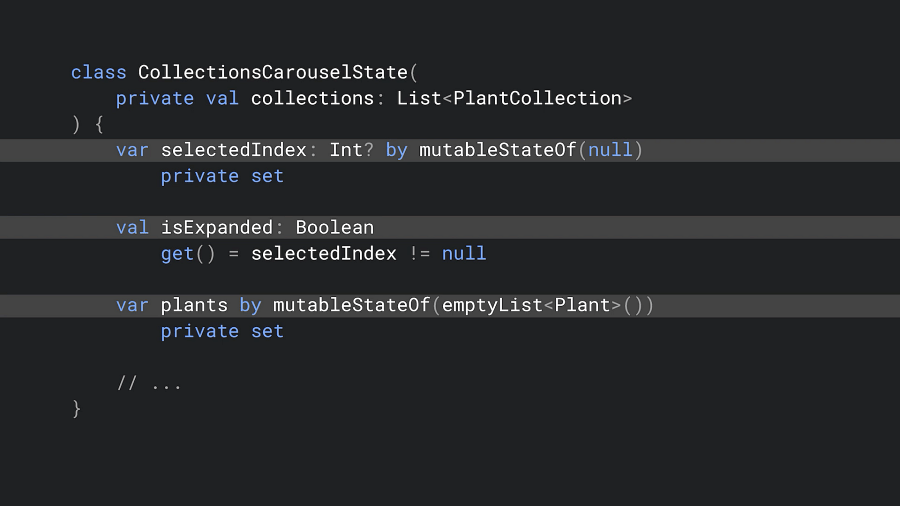 class CollectionsCarouselState(
    private val collections: List<PlantCollection>
) {
    var selectedIndex: Int? by mutableStateOf(null)
        private set

    val isExpanded: Boolean
        get() = selectedIndex != null

    var plants by mutableStateOf(emptyList<Plant>())
        private set

    // ...
}